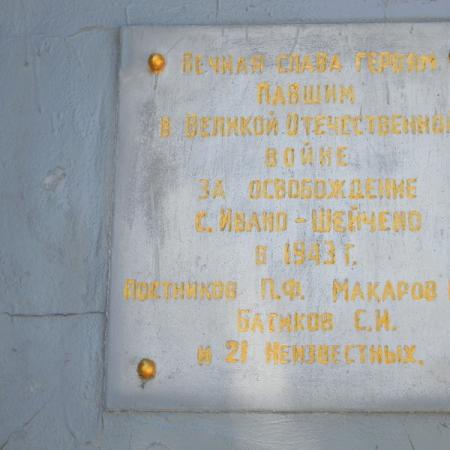 ВЕЧНАЯ СЛАВА ГЕРОЯМ
ПАВШИМ
В ВЕЛИКОЙ ОТЕЧЕСТВЕННОЙ
ВОЙНЕ
ЗА ОСВОБОЖДЕНИЕ
С. ИВАНО-ШЕЙЧЕНО
В 1943 Г.
ПОСТНИКОВ П.Ф. МАКАРОВ
БАТИКОВ С.И.
И 21 НЕИЗВЕСТНЫХ.